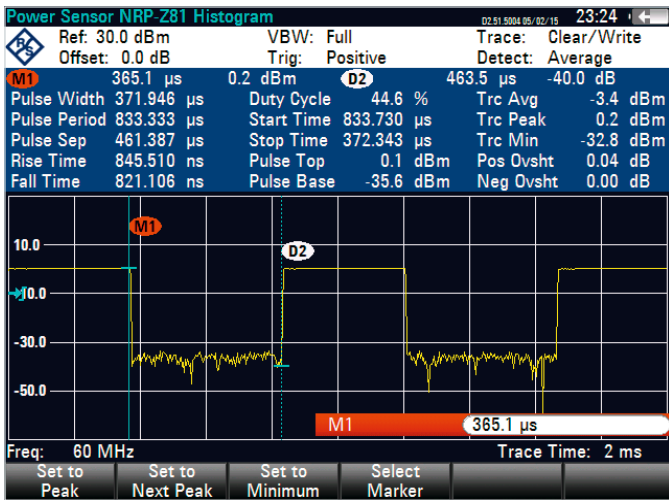 Power Sensor NRP-Z81 Histogram D2.51.5004 05/02/15 23:24
Ref: 30.0 dBm VBW: Full Trace: Clear/Write
Offset: 0.0 dB Trig: Positive Detect: Average
M1 365.1 µs 0.2 dBm D2 463.5 µs -40.0 dB
Pulse Width 371.946 µs Duty Cycle 44.6 % Trc Avg -3.4 dBm
Pulse Period 833.333 µs Start Time 833.730 µs Trc Peak 0.2 dBm
Pulse Sep 461.387 µs Stop Time 372.343 µs Trc Min -32.8 dBm
Rise Time 845.510 ns Pulse Top 0.1 dBm Pos Ovsht 0.04 dB
Fall Time 821.106 ns Pulse Base -35.6 dBm Neg Ovsht 0.00 dB
M1
10.0
D2
10.0
-30.0
-50.0
M1 365.1 µs
Freq: 60 MHz Trace Time: 2 ms
Set to Peak
Set to Next Peak
Set to Minimum
Select Marker